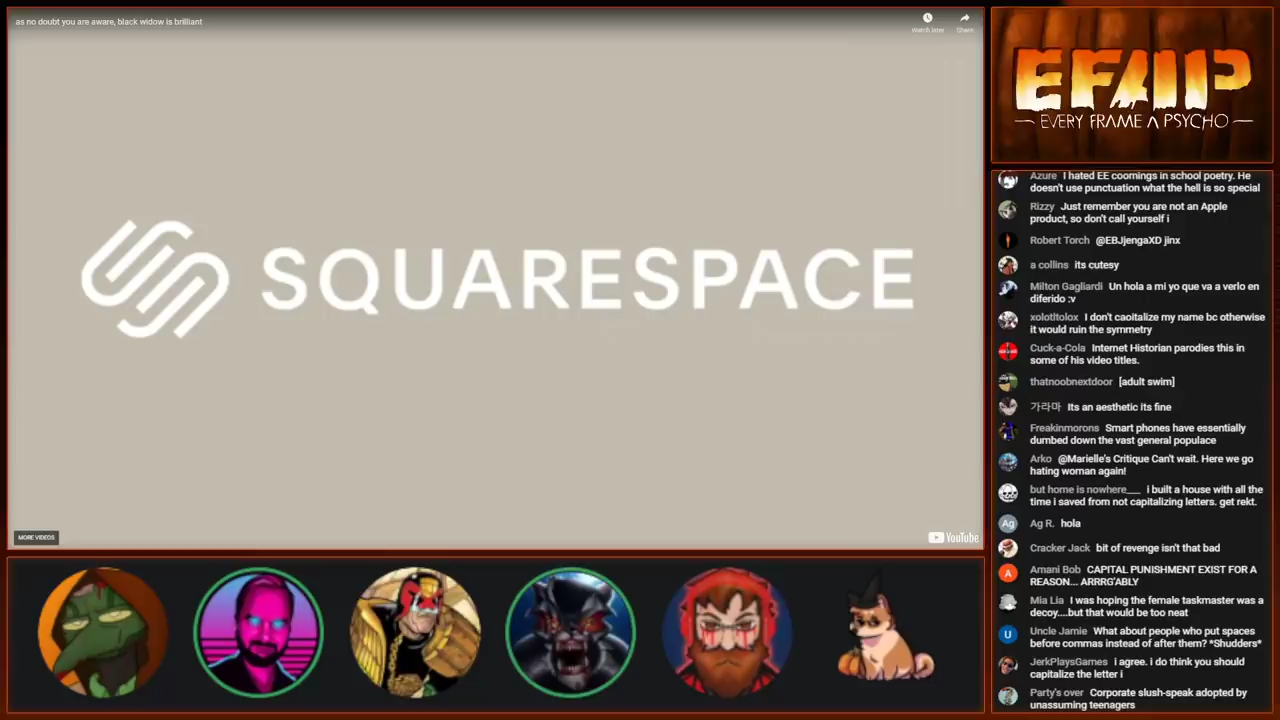 as no doubt you are aware, black widow is brilliant
Watch later
Share
SQUARESPACE
MORE VIDEOS
YouTube
EFAP
EVERY FRAME A PSYCHO
Azure I hated EE coomings in school poetry. He
doesn't use punctuation what the hell is so special
Rizzy Just remember you are not an Apple
product, so don't call yourself i
Robert Torch @EBJjengaXD jinx
a collins its cutesy
Milton Gagliardi Un hola a mi yo que va a verlo en
diferido :v
xolotltolox I don't caoitalize my name bc otherwise
it would ruin the symmetry
Cuck-a-Cola Internet Historian parodies this in
some of his video titles.
thatnoobnextdoor [adult swim]
가라마 Its an aesthetic its fine
Freakinmorons Smart phones have essentially
dumbed down the vast general populace
Arko @Marielle's Critique Can't wait. Here we go
hating woman again!
but home is nowhere___ i built a house with all the
time i saved from not capitalizing letters. get rekt.
Ag
Ag R. hola
Cracker Jack bit of revenge isn't that bad
A
Amani Bob CAPITAL PUNISHMENT EXIST FOR A
REASON... ARRRG'ABLY
Mia Lia I was hoping the female taskmaster was a
decoy....but that would be too neat
U
Uncle Jamie What about people who put spaces
before commas instead of after them? *Shudders*
JerkPlaysGames i agree. i do think you should
capitalize the letter i
Party's over Corporate slush-speak adopted by
unassuming teenagers